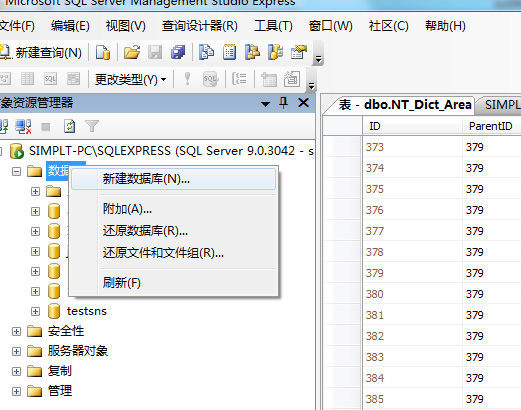 Microsoft SQL Server Management Studio Express
文件(F) 编辑(E) 视图(V) 查询设计器(R) 工具(T) 窗口(W) 社区(C) 帮助(H)
新建查询(N)
更改类型(Y)
对象资源管理器
表 - dbo.NT_Dict_Area
SIMPL
ID ParentID
SIMPLT-PC\SQLEXPRESS (SQL Server 9.0.3042 - s
数据
新建数据库(N)...
附加(A)...
还原数据库(R)...
还原文件和文件组(R)...
刷新(F)
testsns
安全性
服务器对象
复制
管理
373 379
374 379
375 379
376 379
377 379
378 379
379 379
380 379
381 379
382 379
383 379
384 379
385 379